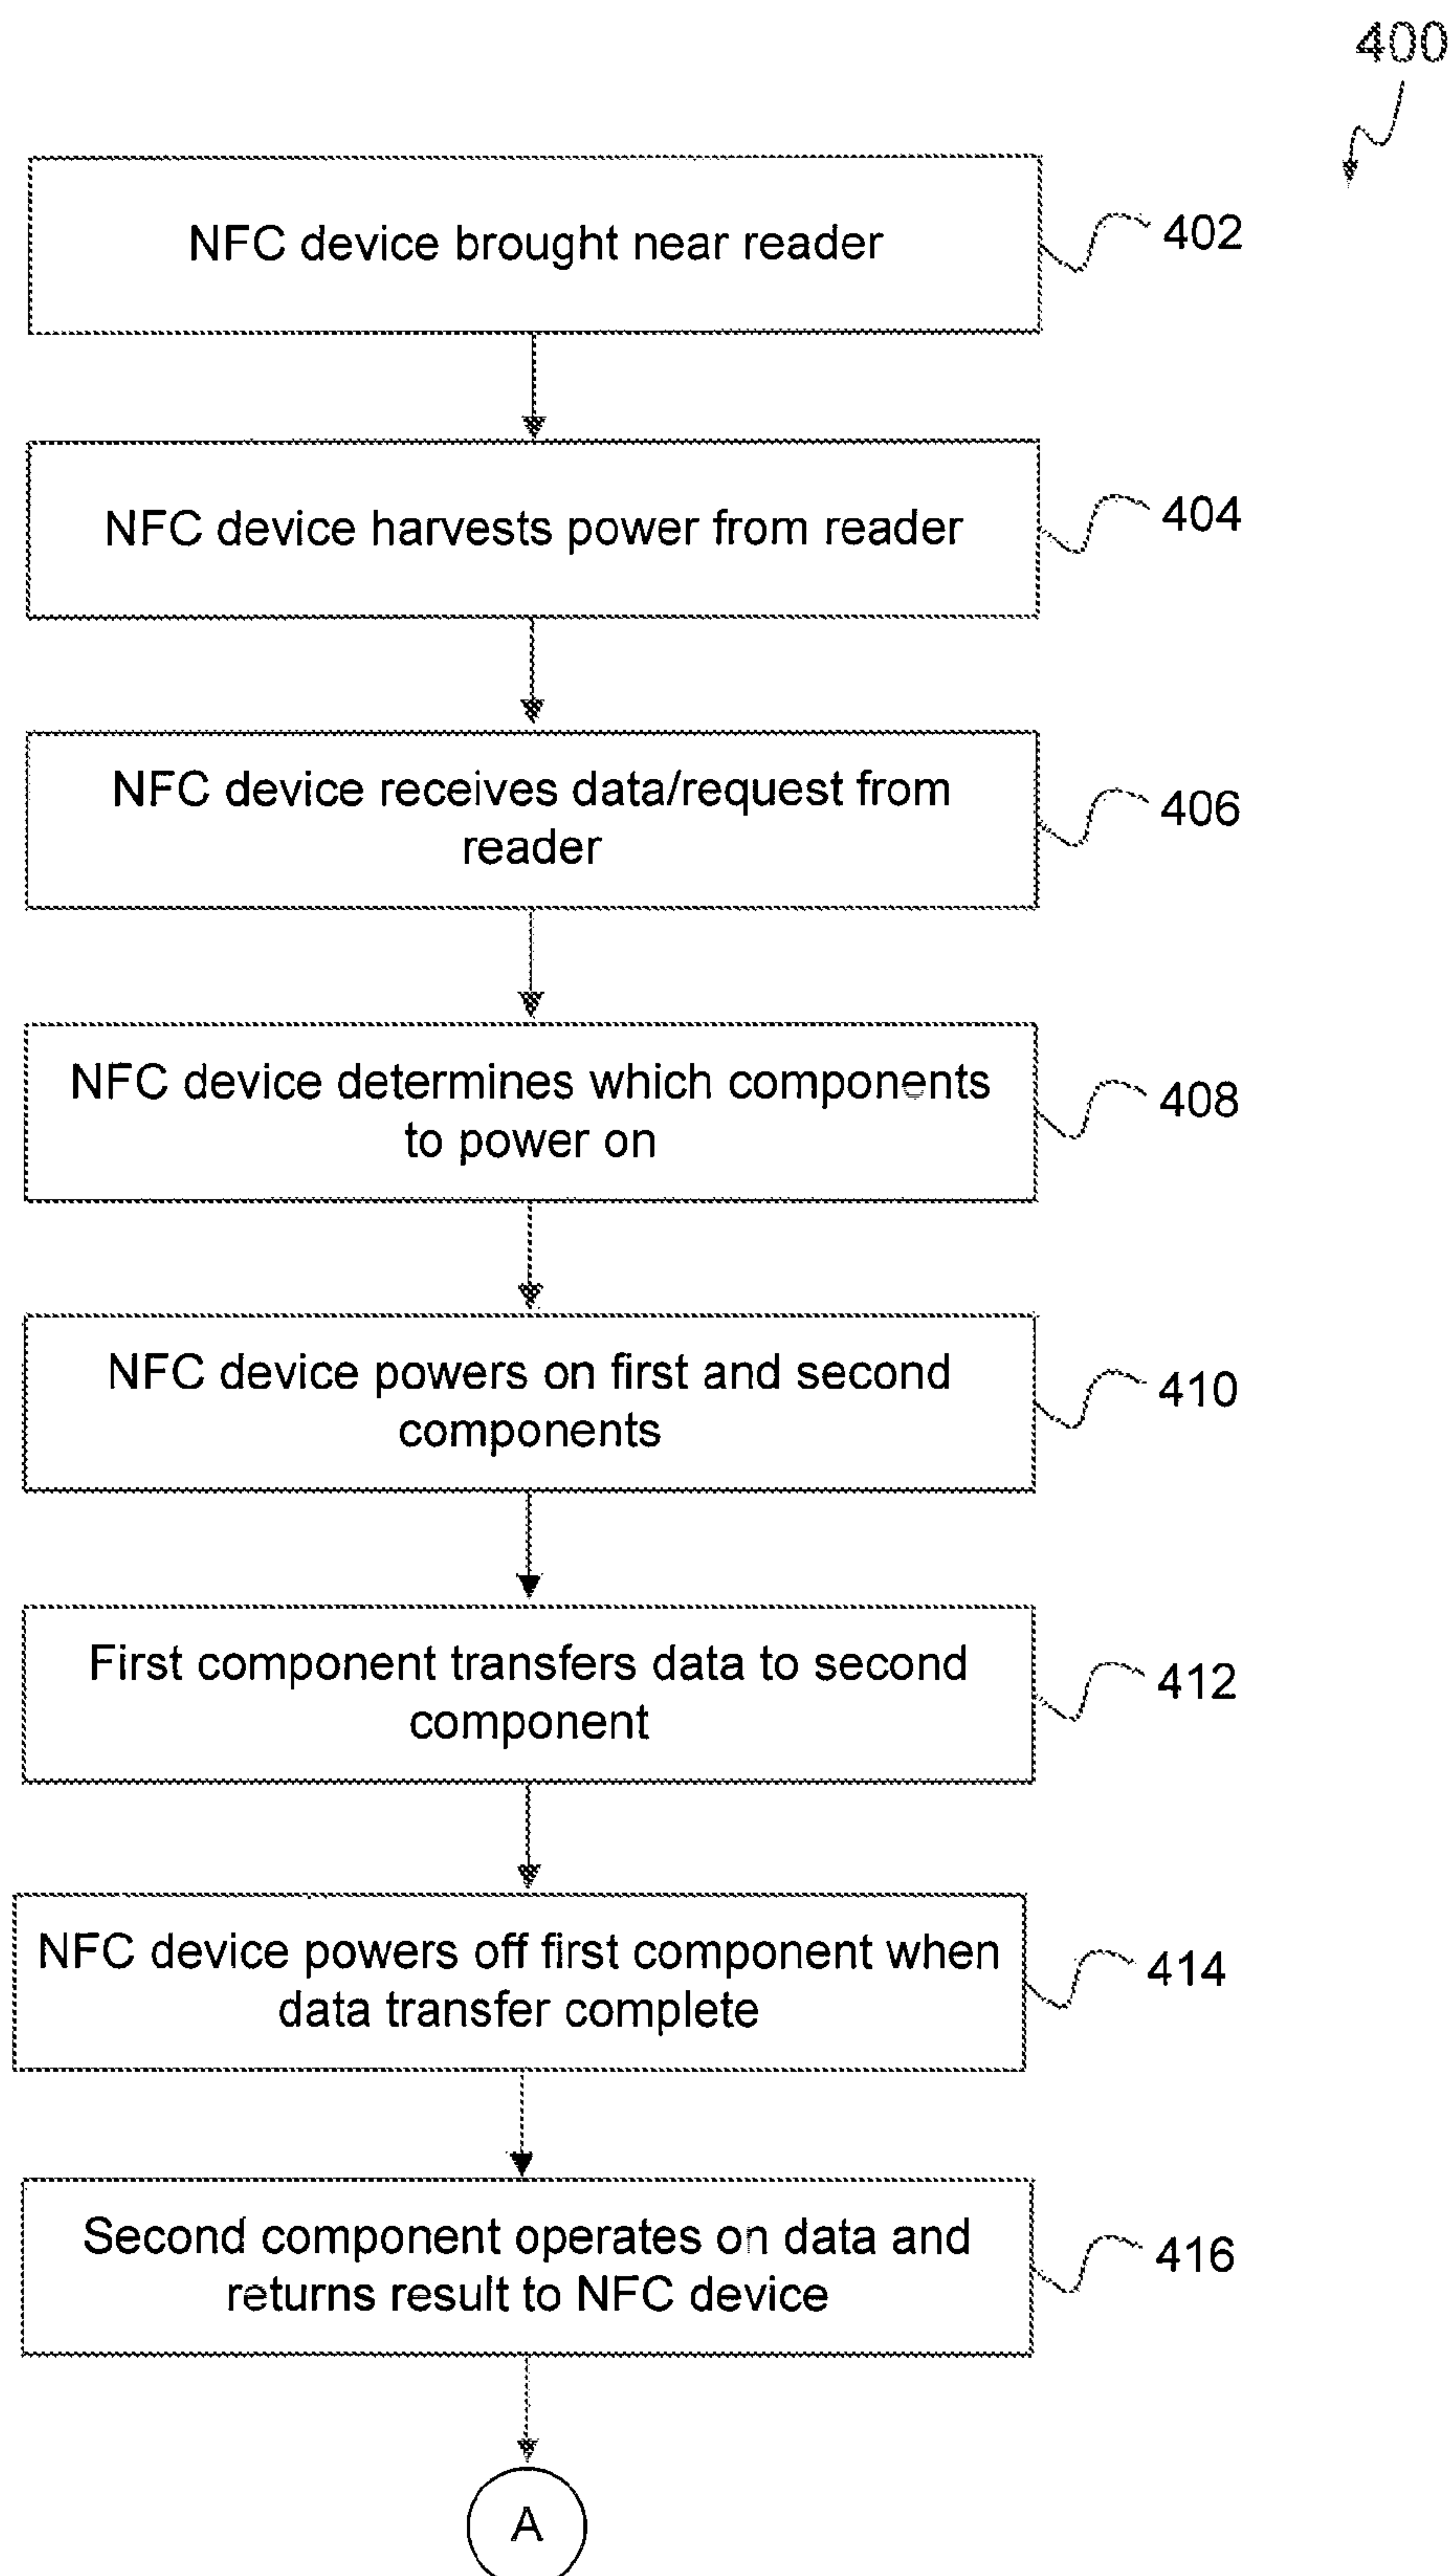 400
NFC device brought near reader
402
NFC device harvests power from reader
404
NFC device receives data/request from
reader
406
NFC device determines which components
to power on
408
NFC device powers on first and second
components
410
First component transfers data to second
component
412
NFC device powers off first component when
data transfer complete
414
Second component operates on data and
returns result to NFC device
416
A